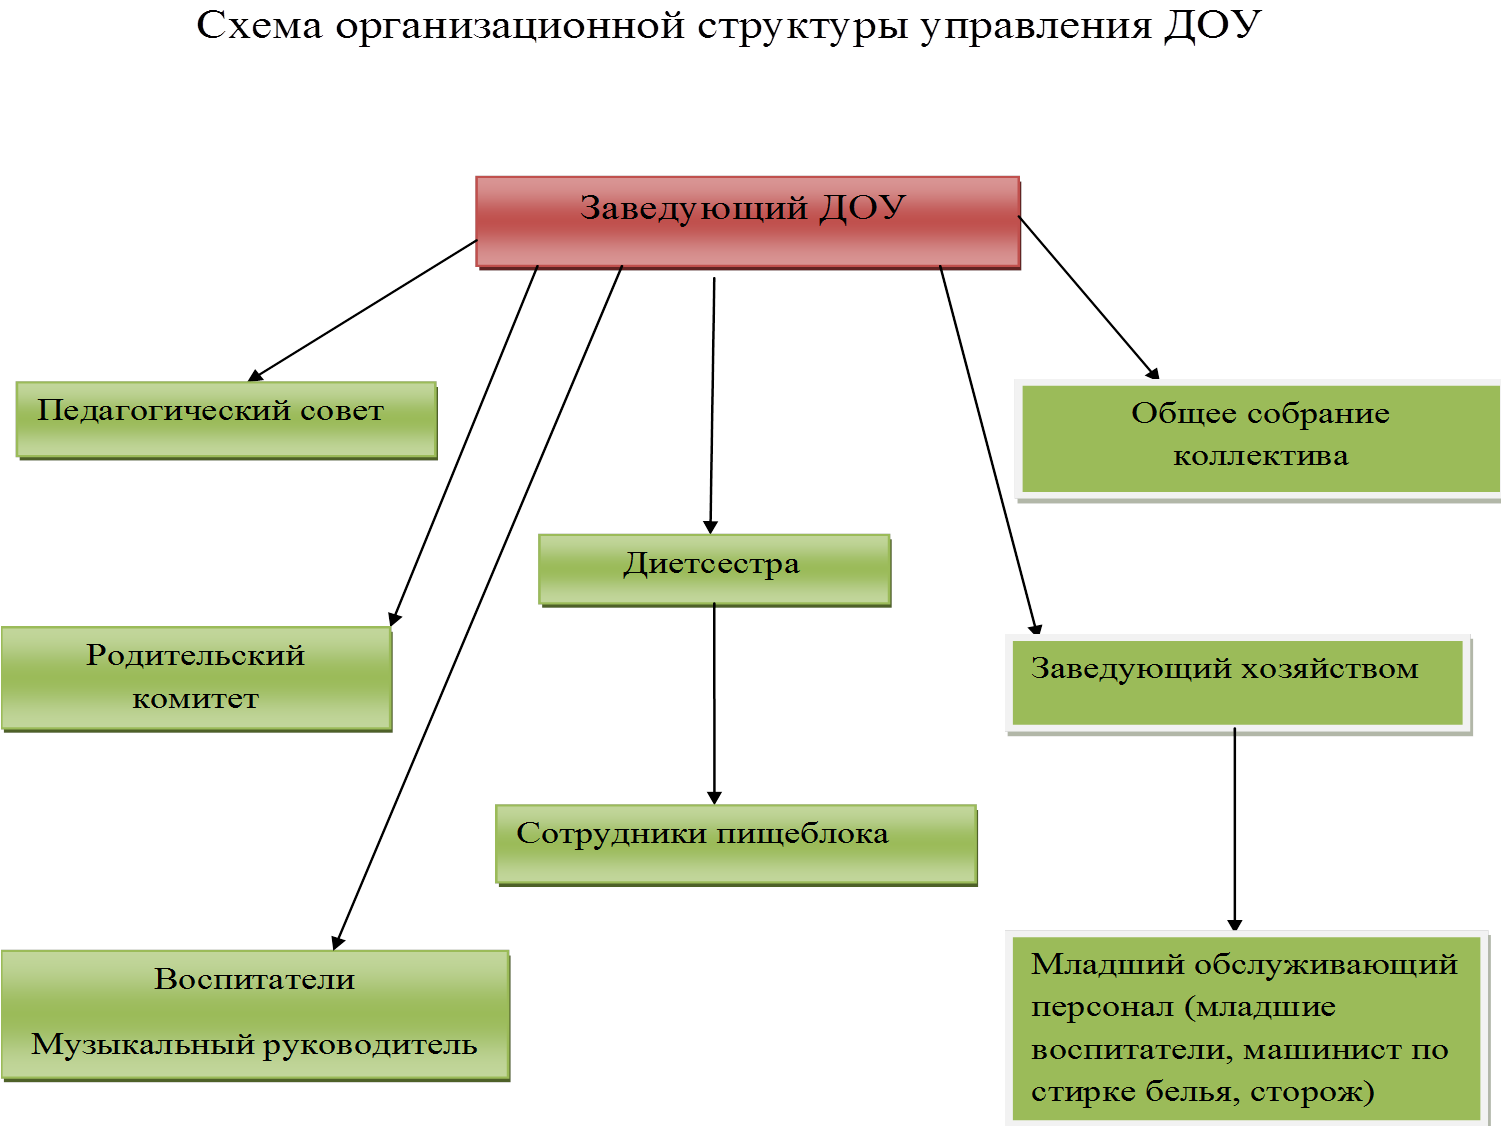 Схема организационной структуры управления ДОУ
Заведующий ДОУ
Педагогический совет
Общее собрание
коллектива
Диетсестра
Родительский
комитет
Заведующий хозяйством
Сотрудники пищеблока
Воспитатели
Музыкальный руководитель
Младший обслуживающий
персонал (младшие
воспитатели, машинист по
стирке белья, сторож)